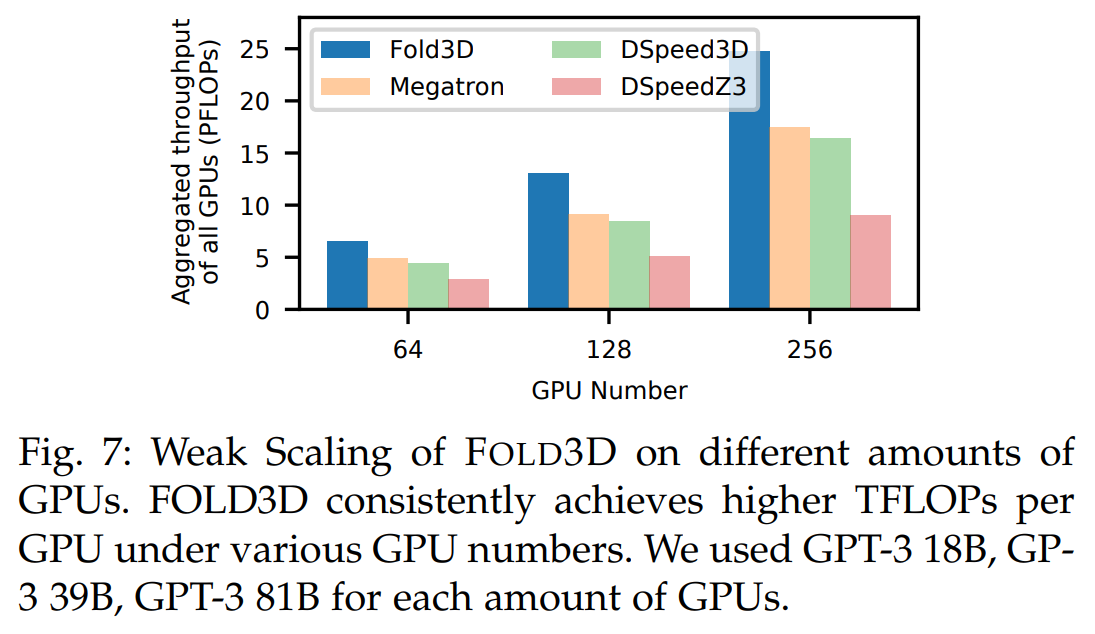 Aggregated throughput
of all GPUs (PFLOPs)
25
20
15
10
5
0
Fold3D
DSpeed3D
Megatron
DSpeedZ3
64
128
256
GPU Number
Fig. 7: Weak Scaling of FOLD3D on different amounts of
GPUs. FOLD3D consistently achieves higher TFLOPs per
GPU under various GPU numbers. We used GPT-3 18B, GP-
3 39B, GPT-3 81B for each amount of GPUs.